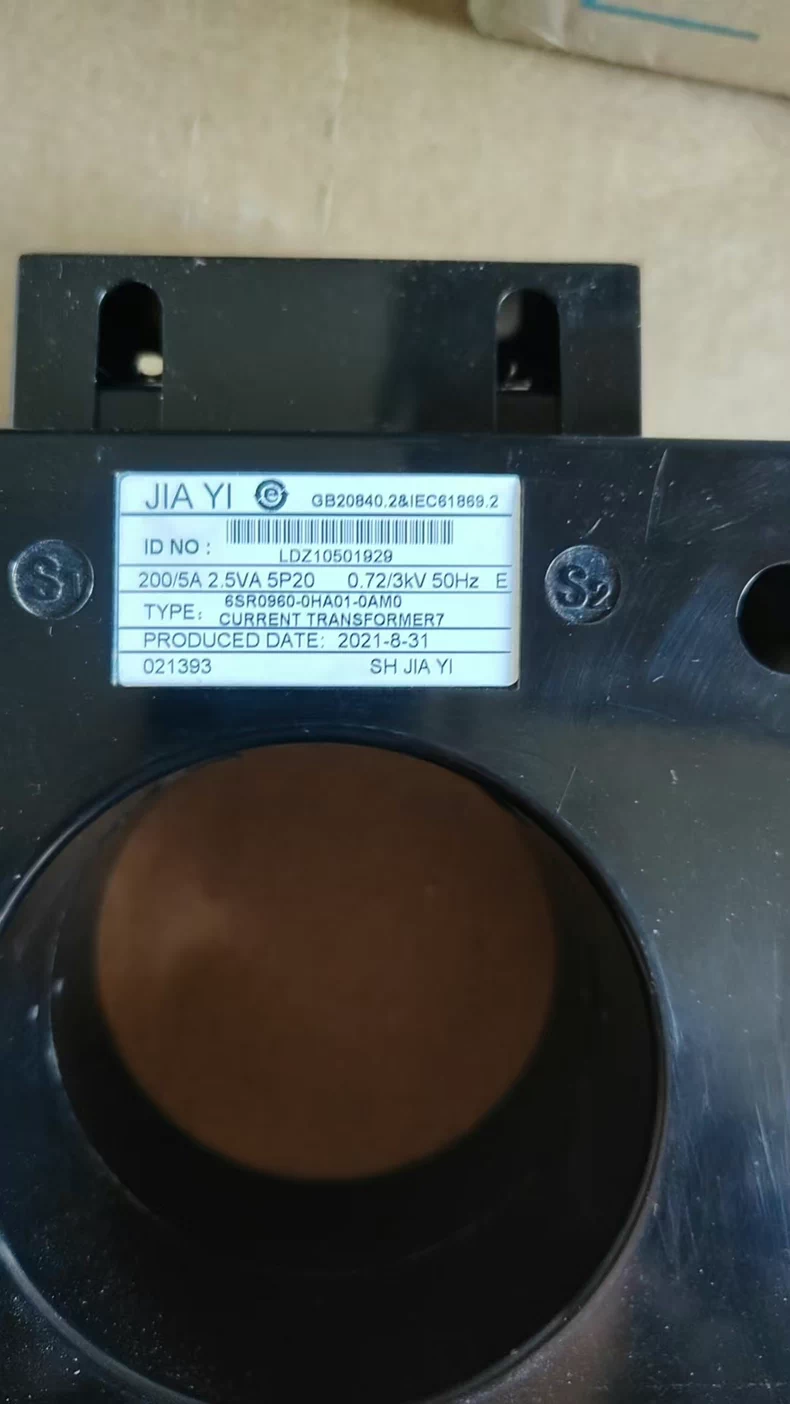 JIA YI e GB20840.2&IEC61869.2
ID NO : LDZ10501929
200/5A 2.5VA 5P20 0.72/3kV 50Hz E
TYPE: 6SR0960-0HA01-0AM0
CURRENT TRANSFORMER7
PRODUCED DATE: 2021-8-31
021393 SH JIA YI
S1
S2